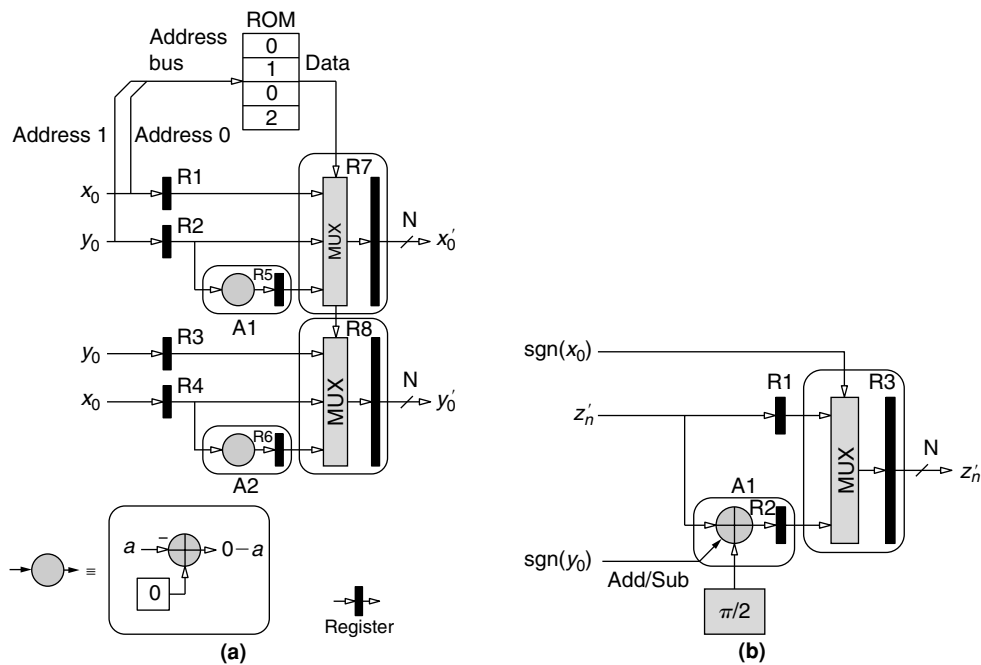 ROM
Address
bus
0
1
0
2
Data
Address 1
Address 0
x₀
R1
R7
y₀
R2
MUX
N
x₀′
R5
A1
y₀
R3
R8
x₀
R4
MUX
N
y₀′
R6
A2
a
−
0−a
0
≡
Register
(a)
sgn(x₀)
R1
R3
zₙ′
MUX
N
zₙ′
A1
R2
sgn(y₀)
Add/Sub
π/2
(b)